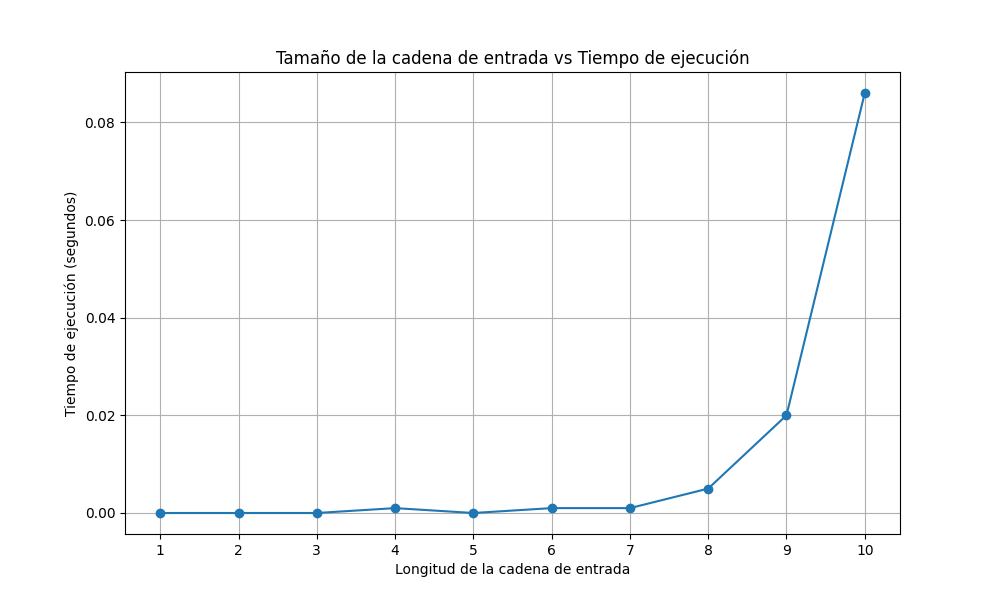 Tamaño de la cadena de entrada vs Tiempo de ejecución
Tiempo de ejecución (segundos)
0.08
0.06
0.04
0.02
0.00
1 2 3 4 5 6 7 8 9 10
Longitud de la cadena de entrada